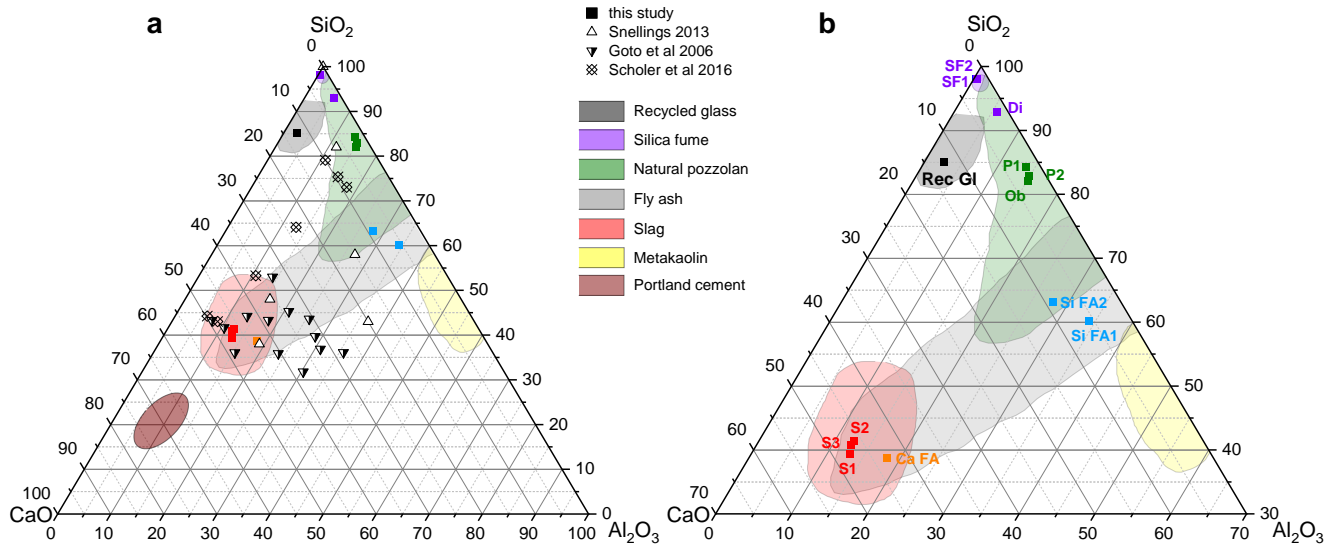 a
SiO2
0
10
20
30
40
50
60
70
80
90
100
CaO
100
90
80
70
60
50
40
30
20
10
0
Al2O3
0
10
20
30
40
50
60
70
80
90
100
this study
Snellings 2013
Goto et al 2006
Scholer et al 2016
Recycled glass
Silica fume
Natural pozzolan
Fly ash
Slag
Metakaolin
Portland cement
b
SiO2
0
10
20
30
40
50
60
70
CaO
100
90
80
70
60
50
40
30
Al2O3
0
10
20
30
40
50
60
70
SF2
SF1
Di
Rec Gl
P1
P2
Ob
Si FA2
Si FA1
S2
S3
S1
Ca FA